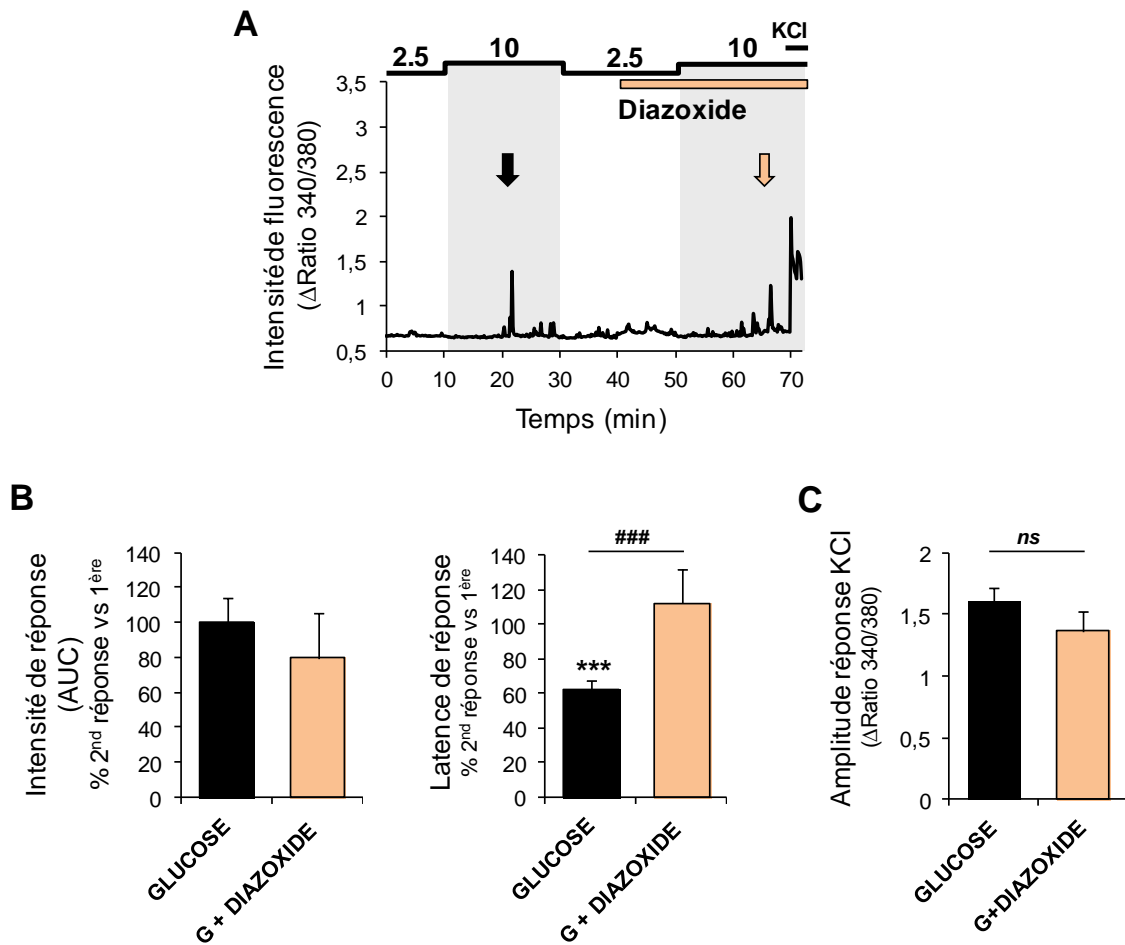 A
KCl
2.5 10 2.5 10
Diazoxide
Intensité de fluorescence
(ΔRatio 340/380)
3,5
3
2,5
2
1,5
1
0,5
0 10 20 30 40 50 60 70
Temps (min)
B
Intensité de réponse
(AUC)
% 2nd réponse vs 1ère
140
120
100
80
60
40
20
0
GLUCOSE
G + DIAZOXIDE
Latence de réponse
% 2nd réponse vs 1ère
140
120
100
80
60
40
20
0
###
***
GLUCOSE
G + DIAZOXIDE
C
Amplitude réponse KCl
(ΔRatio 340/380)
2
1,5
1
0,5
0
ns
GLUCOSE
G+DIAZOXIDE